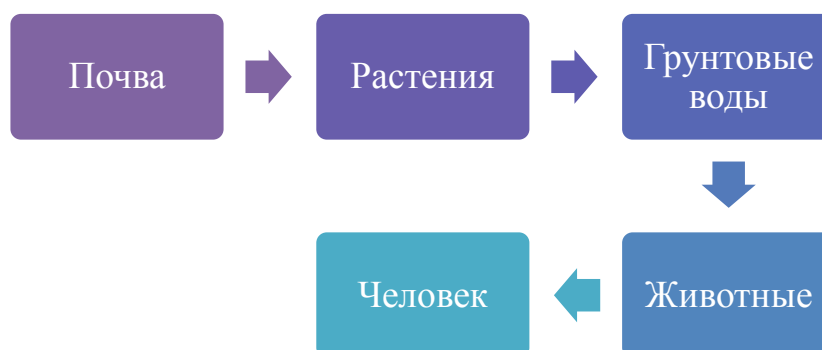 Почва
Растения
Грунтовые
воды
Животные
Человек